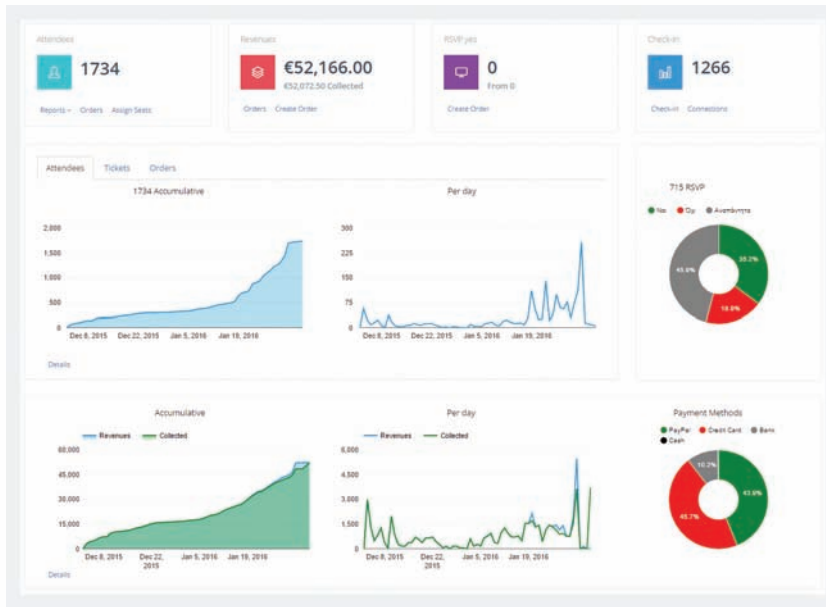 Attendees
1734
Reports Orders Assign Seats
Revenues
€52,166.00
€52,072.50 Collected
Orders Create Order
RSVP yes
0
From 0
Create Order
Check-in
1266
Check-in Connections
Attendees Tickets Orders
1734 Accumulative
2,000
1,500
1,000
500
0
Dec 8, 2015 Dec 22, 2015 Jan 5, 2016 Jan 19, 2016
Per day
300
225
150
75
0
Dec 8, 2015 Dec 22, 2015 Jan 5, 2016 Jan 19, 2016
Details
715 RSVP
Ναι Όχι Αναπάντητα
45.9%
18.9%
Accumulative
Revenues Collected
60,000
45,000
30,000
15,000
0
Dec 8, 2015 Dec 22, 2015 Jan 5, 2016 Jan 19, 2016
Per day
Revenues Collected
6,000
4,500
3,000
1,500
0
Dec 8, 2015 Dec 22, 2015 Jan 5, 2016 Jan 19, 2016
Details
Payment Methods
PayPal Credit Card Bank
Cash
10.2%
45.7%